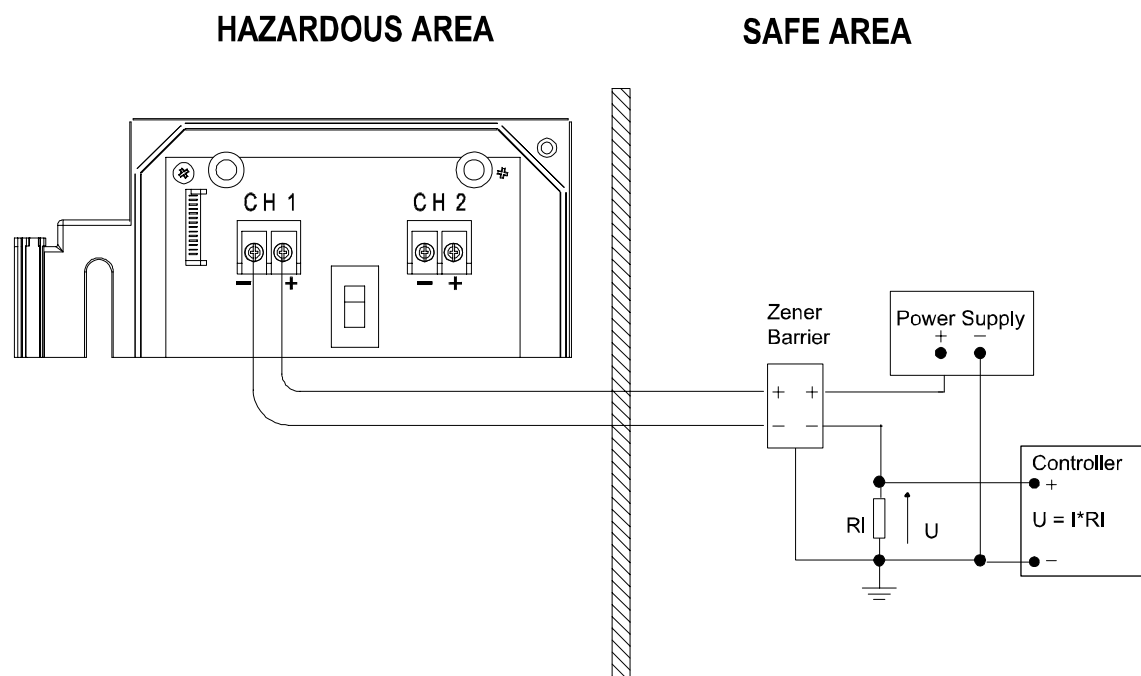 HAZARDOUS AREA
SAFE AREA
CH 1
CH 2
− +
− +
Zener
Barrier
Power Supply
+ −
+ +
− −
Controller
+
U = I*RI
−
RI
U